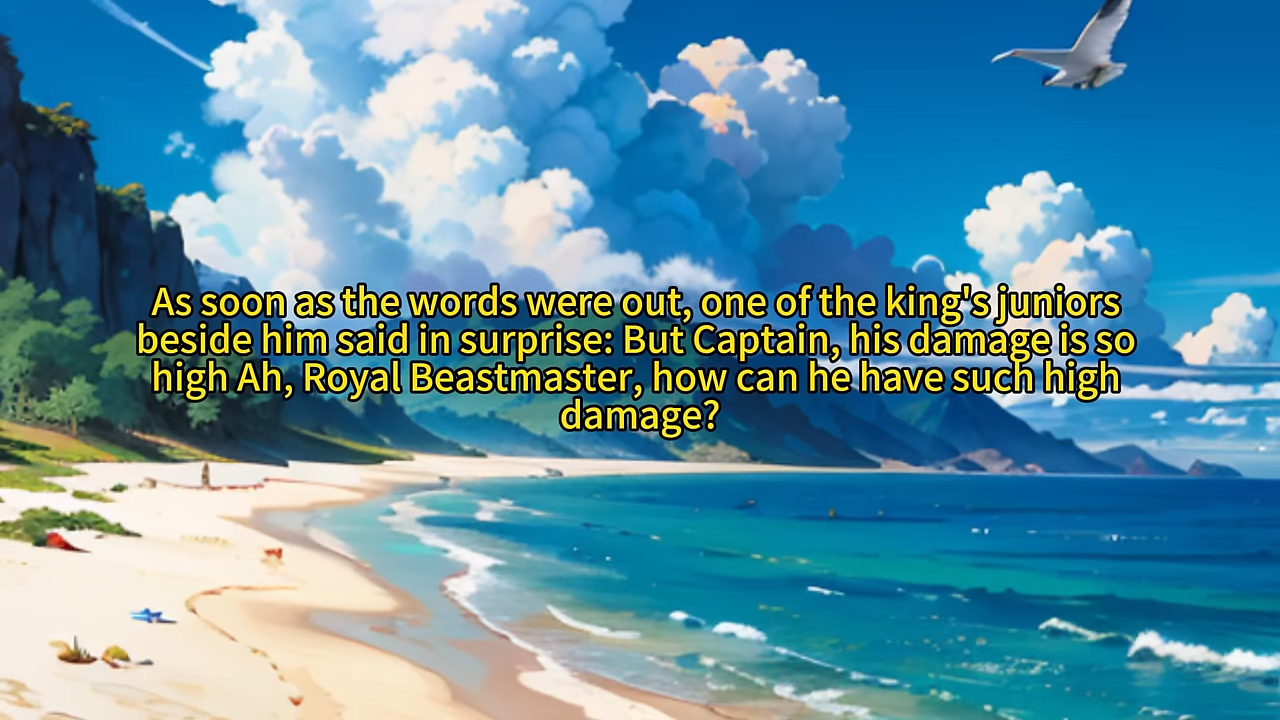 As soon as the words were out, one of the king's juniors
beside him said in surprise: But Captain, his damage is so
high Ah, Royal Beastmaster, how can he have such high
damage?